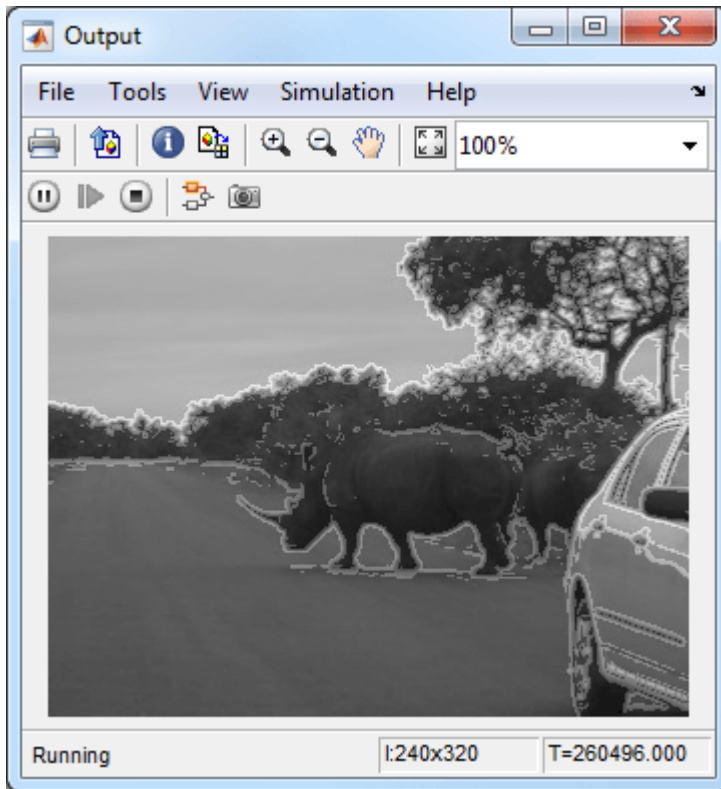 Output
File Tools View Simulation Help
100%
Running I:240x320 T=260496.000